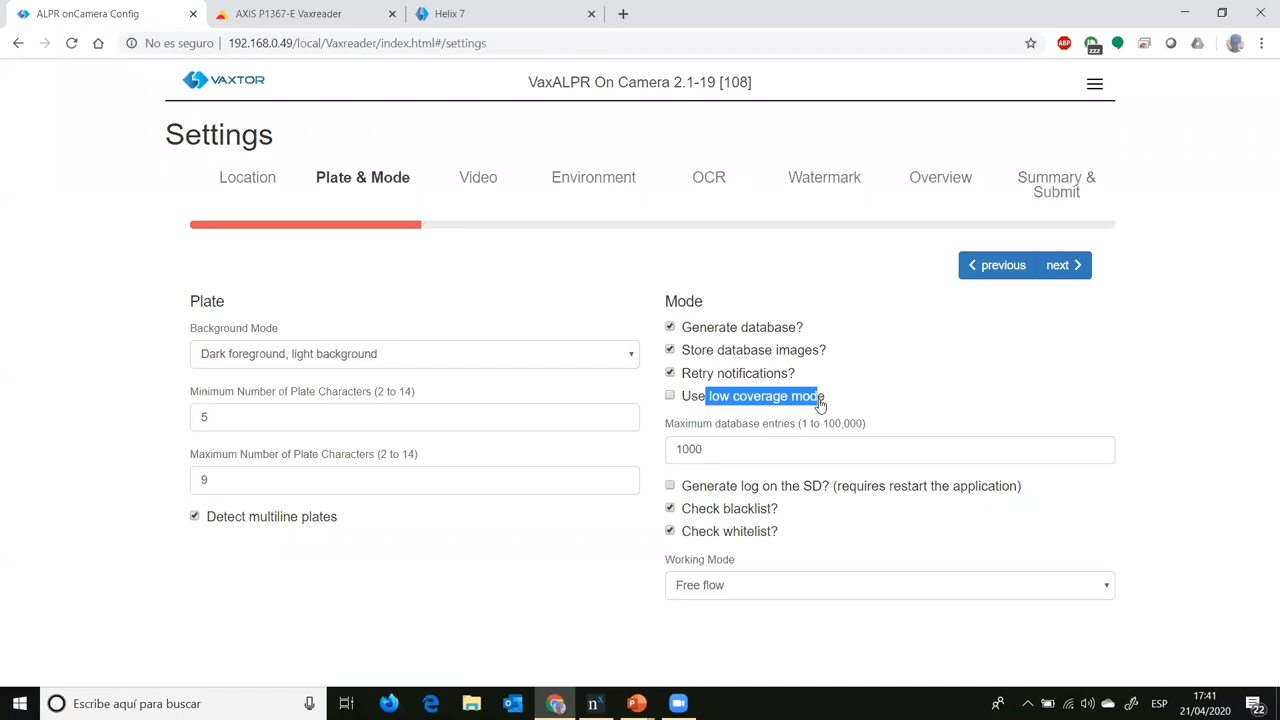 ALPR onCamera Config
AXIS P1367-E Vaxreader
Helix 7
No es seguro
192.168.0.49/local/Vaxreader/index.html#/settings
ABP
zzz
VAXTOR
VaxALPR On Camera 2.1-19 [108]
Settings
Location
Plate & Mode
Video
Environment
OCR
Watermark
Overview
Summary &
Submit
previous
next
Plate
Background Mode
Dark foreground, light background
Minimum Number of Plate Characters (2 to 14)
5
Maximum Number of Plate Characters (2 to 14)
9
Detect multiline plates
Mode
Generate database?
Store database images?
Retry notifications?
Use low coverage mode
Maximum database entries (1 to 100,000)
1000
Generate log on the SD? (requires restart the application)
Check blacklist?
Check whitelist?
Working Mode
Free flow
Escribe aquí para buscar
ESP
17:41
21/04/2020
22